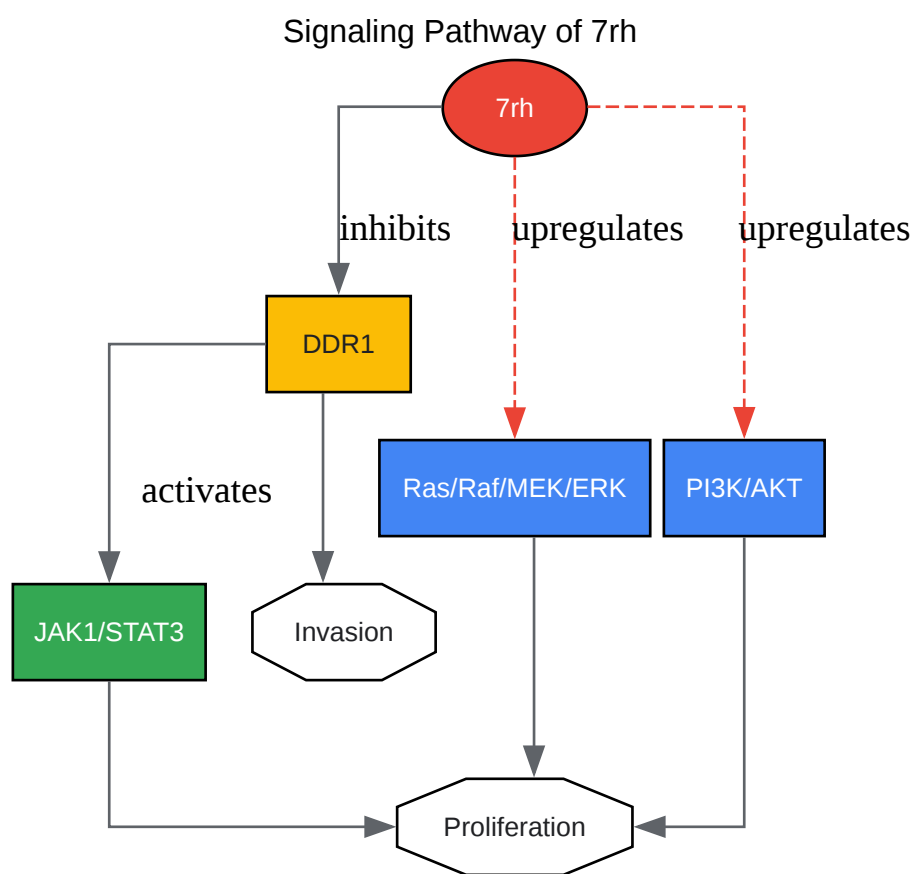 Signaling Pathway of 7rh
7rh
inhibits
upregulates
upregulates
DDR1
activates
Ras/Raf/MEK/ERK
PI3K/AKT
JAK1/STAT3
Invasion
Proliferation